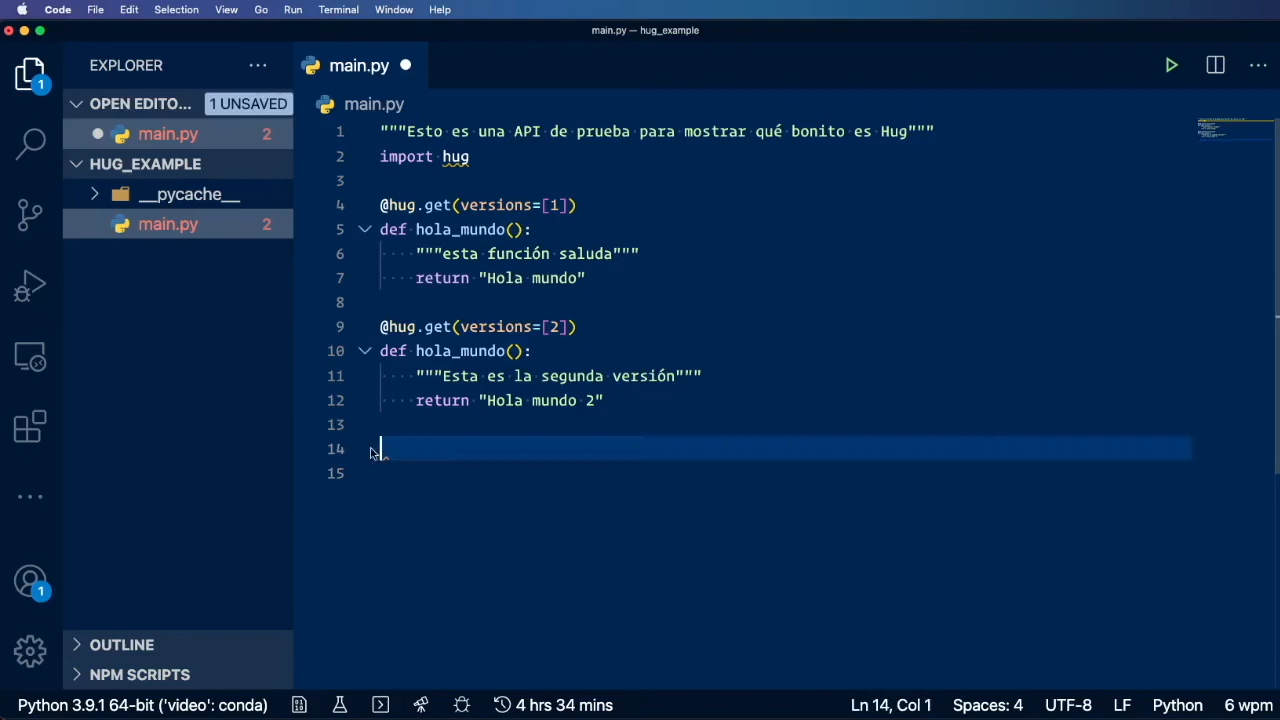 Code File Edit Selection View Go Run Terminal Window Help
main.py — hug_example
EXPLORER
main.py
OPEN EDITO... 1 UNSAVED
main.py 2
HUG_EXAMPLE
__pycache__
main.py 2
OUTLINE
NPM SCRIPTS
1
1
main.py
1 """Esto es una API de prueba para mostrar qué bonito es Hug"""
2 import hug
3
4 @hug.get(versions=[1])
5 def hola_mundo():
6 """esta función saluda"""
7 return "Hola mundo"
8
9 @hug.get(versions=[2])
10 def hola_mundo():
11 """Esta es la segunda versión"""
12 return "Hola mundo 2"
13
14
15
Python 3.9.1 64-bit ('video': conda) 4 hrs 34 mins Ln 14, Col 1 Spaces: 4 UTF-8 LF Python 6 wpm